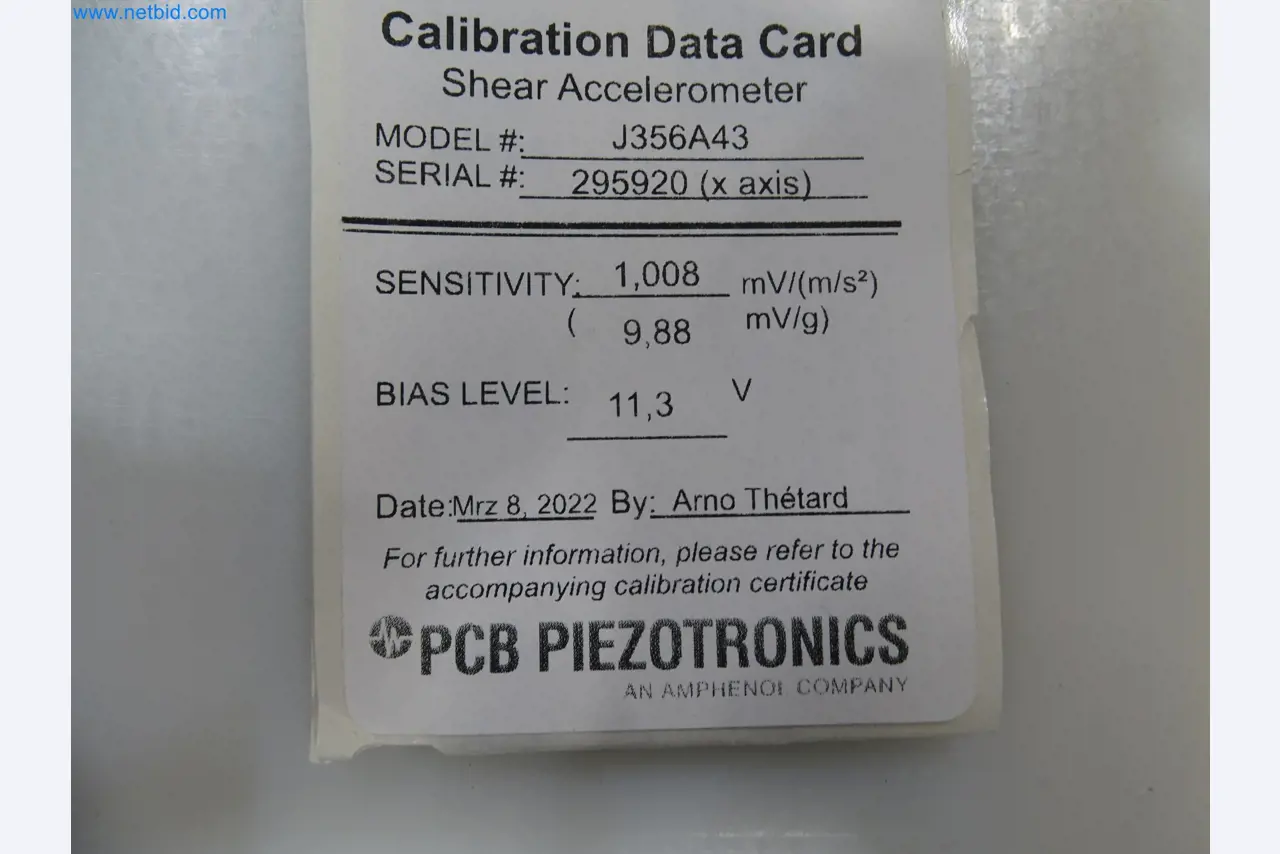 www.netbid.com
Calibration Data Card
Shear Accelerometer
MODEL #: J356A43
SERIAL #: 295920 (x axis)
SENSITIVITY: 1,008 mV/(m/s²)
( 9,88 mV/g)
BIAS LEVEL: 11,3 V
Date: Mrz 8, 2022 By: Arno Thétard
For further information, please refer to the
accompanying calibration certificate
PCB PIEZOTRONICS
AN AMPHENOL COMPANY